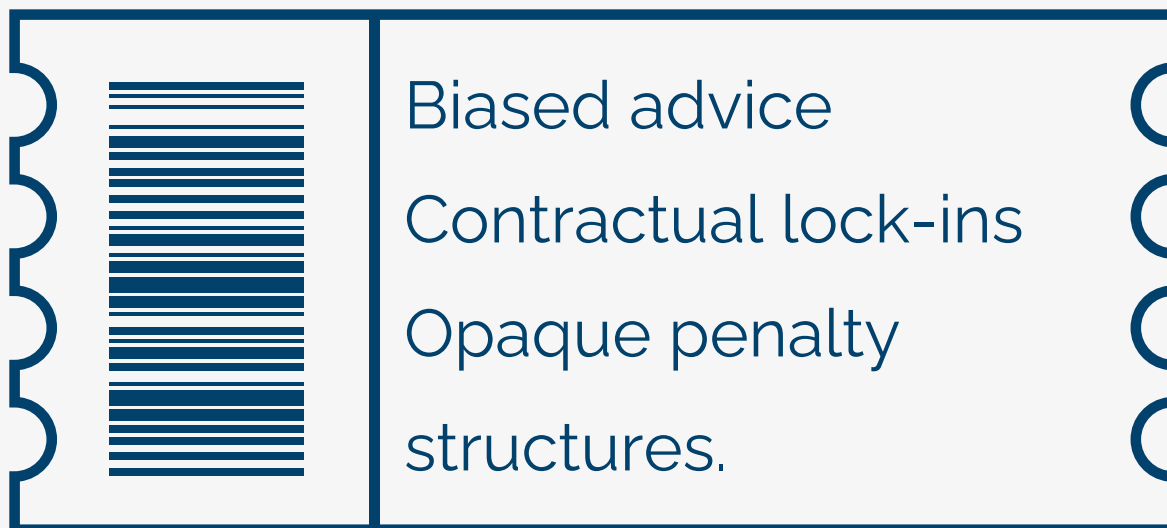 Biased advice
Contractual lock-ins
Opaque penalty
structures.